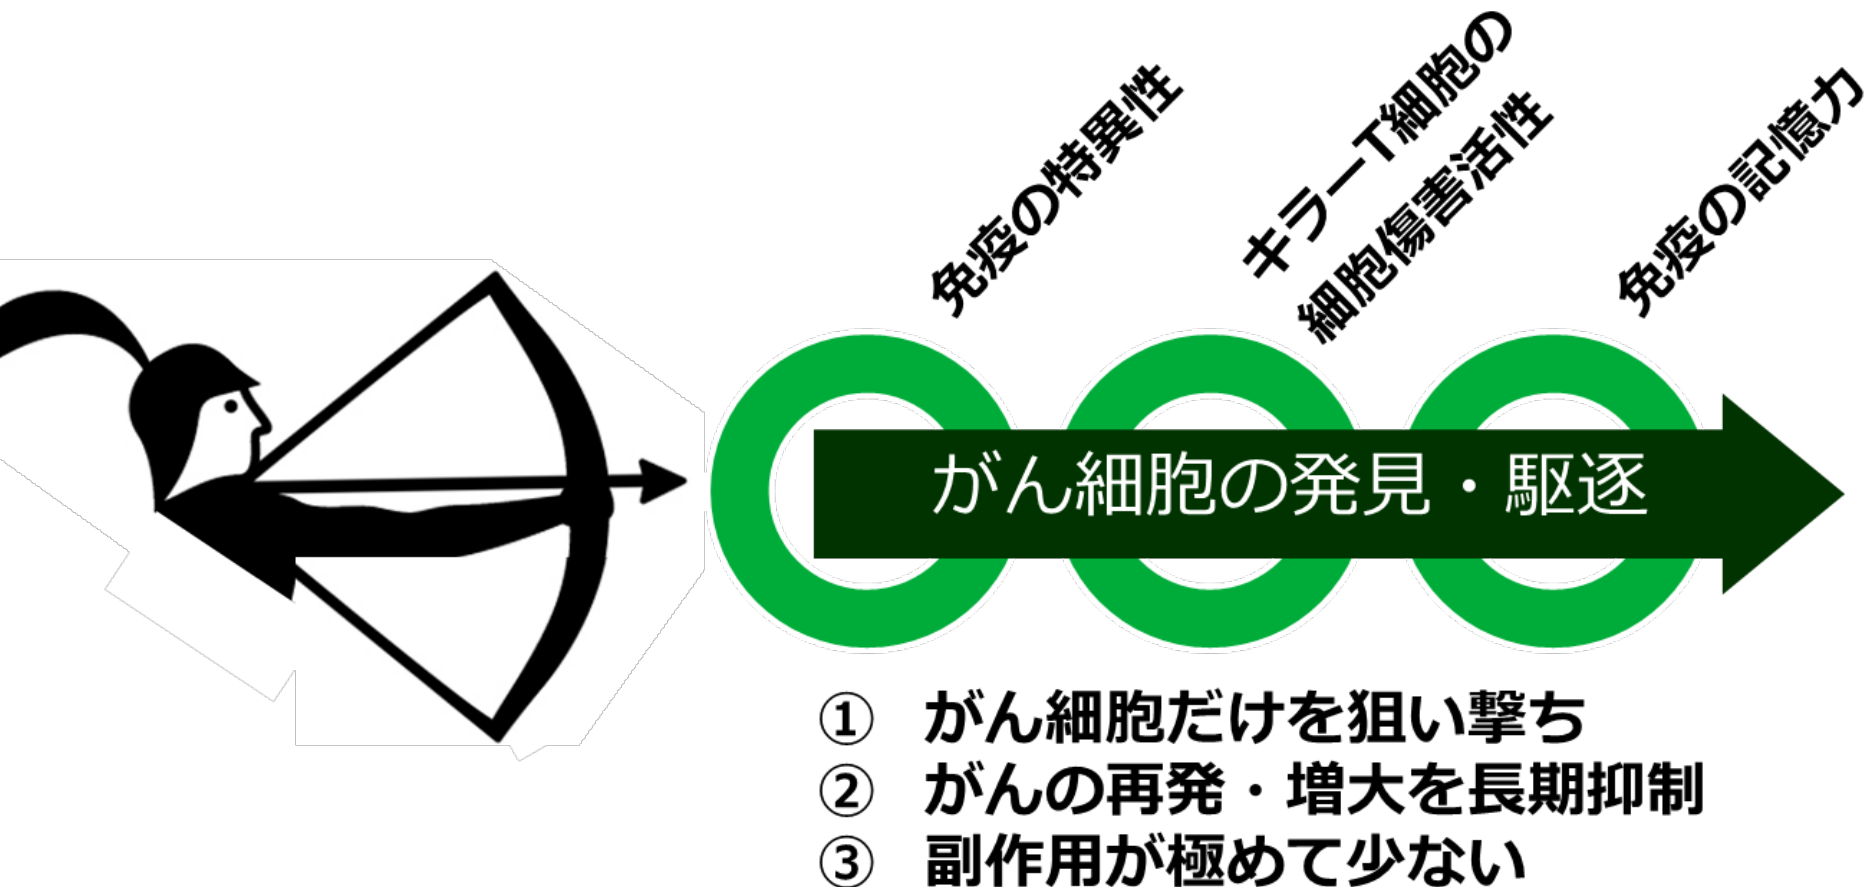 免疫の特異性
キラーT細胞の
細胞傷害活性
免疫の記憶力
がん細胞の発見・駆逐
① がん細胞だけを狙い撃ち
② がんの再発・増大を長期抑制
③ 副作用が極めて少ない